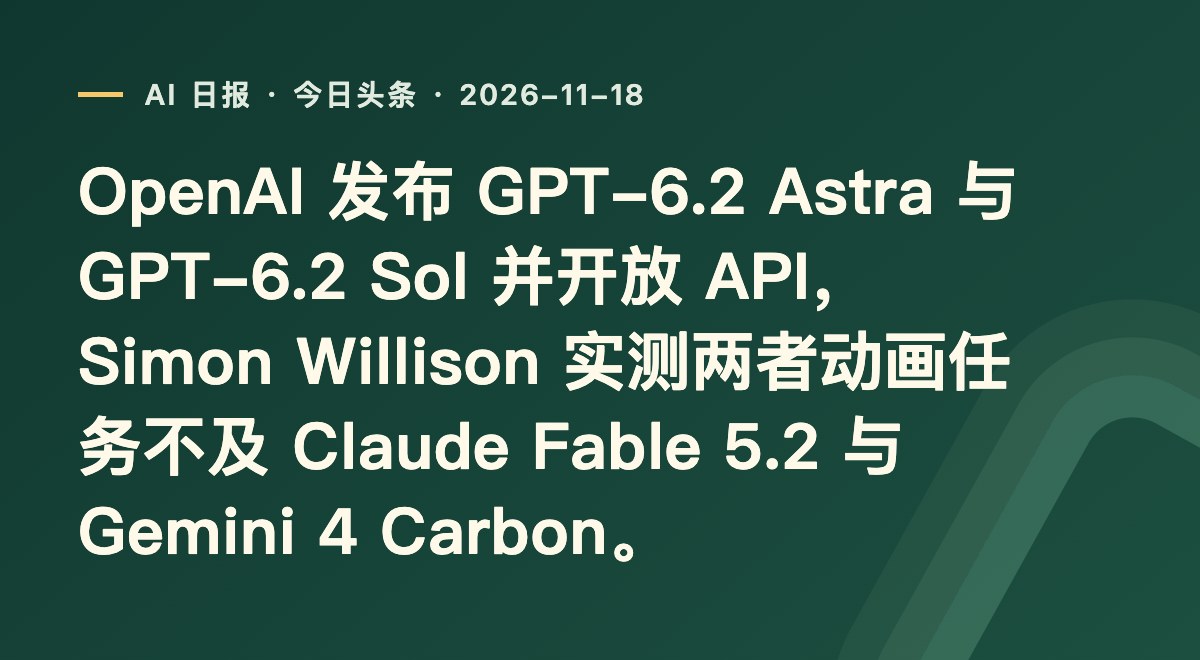 AI 日报 · 今日头条 · 2026-11-18
OpenAI 发布 GPT-6.2 Astra 与
GPT-6.2 Sol 并开放 API，
Simon Willison 实测两者动画任
务不及 Claude Fable 5.2 与
Gemini 4 Carbon。